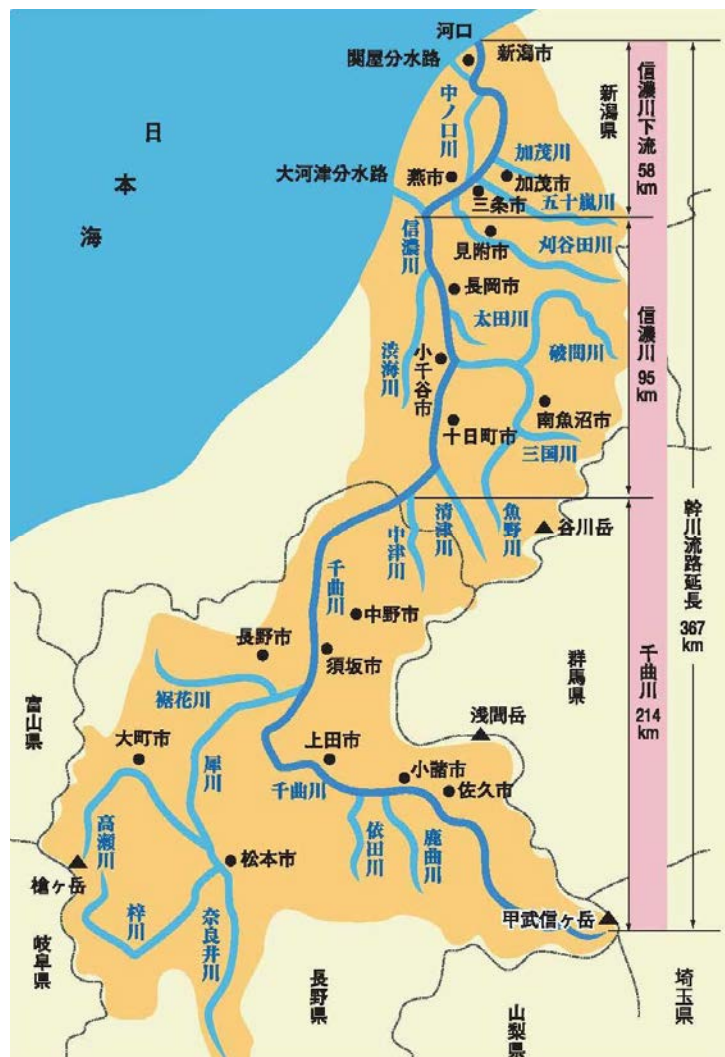 河口
関屋分水路
新潟市
中ノ口川
新潟県
信濃川下流
58
km
日本海
大河津分水路
燕市
加茂川
加茂市
三条市
五十嵐川
信濃川
見附市
刈谷田川
長岡市
太田川
破間川
渋海川
小千谷市
南魚沼市
十日町市
三国川
信濃川
95
km
中津川
清津川
魚野川
谷川岳
幹川流路延長
367
km
千曲川
中野市
長野市
須坂市
群馬県
千曲川
214
km
裾花川
富山県
浅間岳
大町市
上田市
犀川
小諸市
千曲川
佐久市
高瀬川
依田川
鹿曲川
槍ヶ岳
松本市
梓川
奈良井川
甲武信ヶ岳
岐阜県
長野県
山梨県
埼玉県